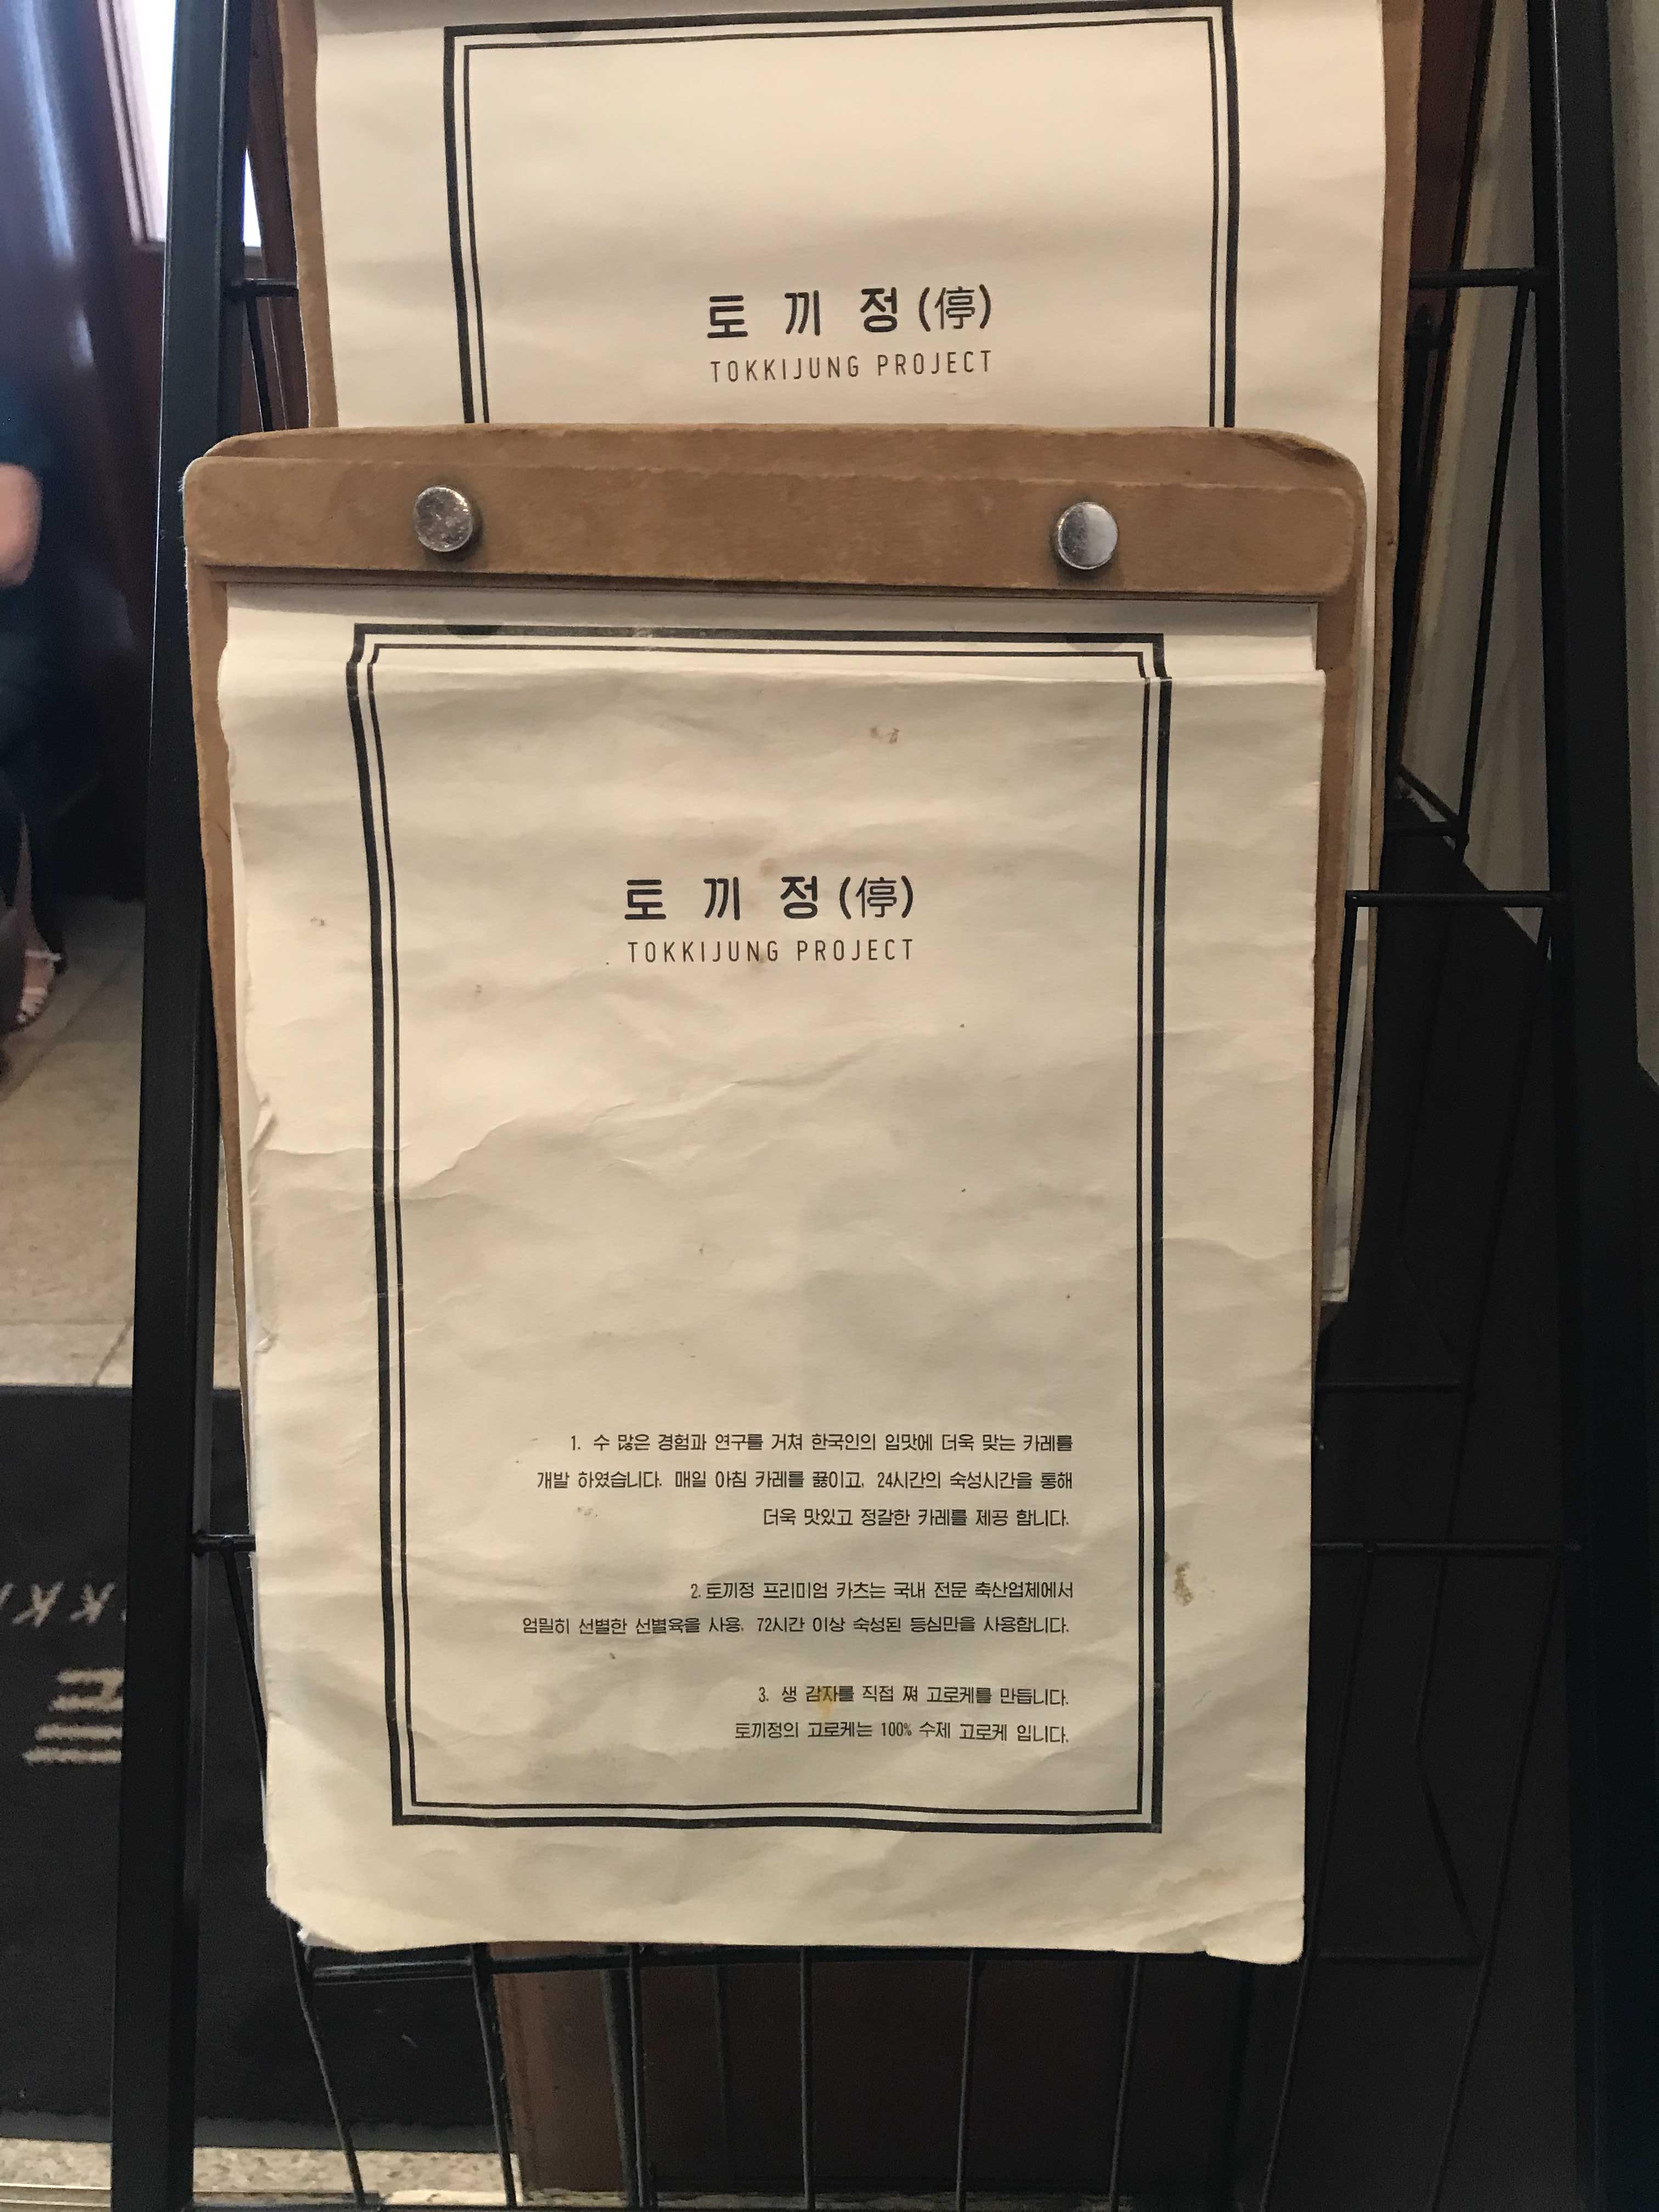 토끼정(停)
TOKKIJUNG PROJECT
토끼정(停)
TOKKIJUNG PROJECT
1. 수 많은 경험과 연구를 거쳐 한국인의 입맛에 더욱 맞는 카레를
개발 하였습니다. 매일 아침 카레를 끓이고, 24시간의 숙성시간을 통해
더욱 맛있고 정갈한 카레를 제공 합니다.
2. 토끼정 프리미엄 카츠는 국내 전문 축산업체에서
엄밀히 선별한 선별육을 사용, 72시간 이상 숙성된 등심만을 사용합니다.
3. 생 감자를 직접 쪄 고로케를 만듭니다.
토끼정의 고로케는 100% 수제 고로케 입니다.